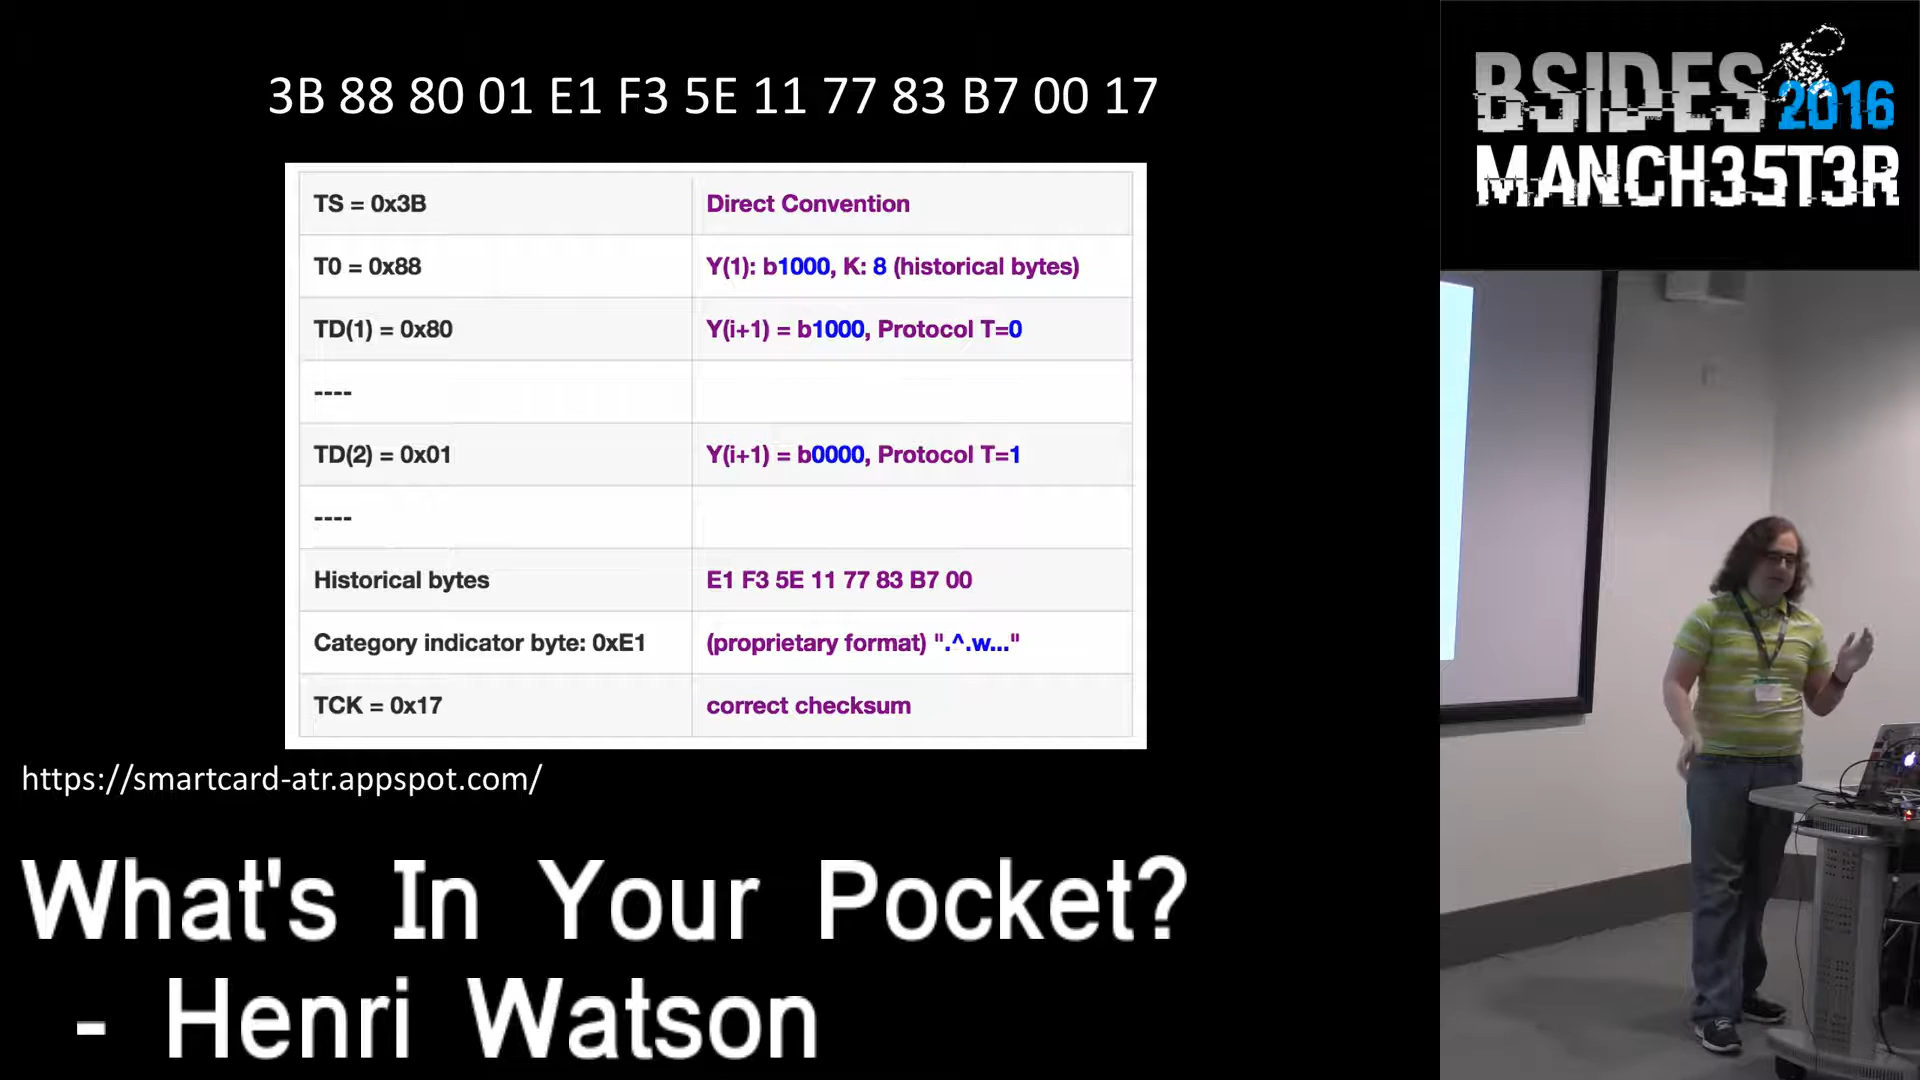 3B 88 80 01 E1 F3 5E 11 77 83 B7 00 17
BSIDES 2016
MANCH35T3R
TS = 0x3B Direct Convention
T0 = 0x88 Y(1): b1000, K: 8 (historical bytes)
TD(1) = 0x80 Y(i+1) = b1000, Protocol T=0
----
TD(2) = 0x01 Y(i+1) = b0000, Protocol T=1
----
Historical bytes E1 F3 5E 11 77 83 B7 00
Category indicator byte: 0xE1 (proprietary format) ".^.w..."
TCK = 0x17 correct checksum
https://smartcard-atr.appspot.com/
What's In Your Pocket?
- Henri Watson